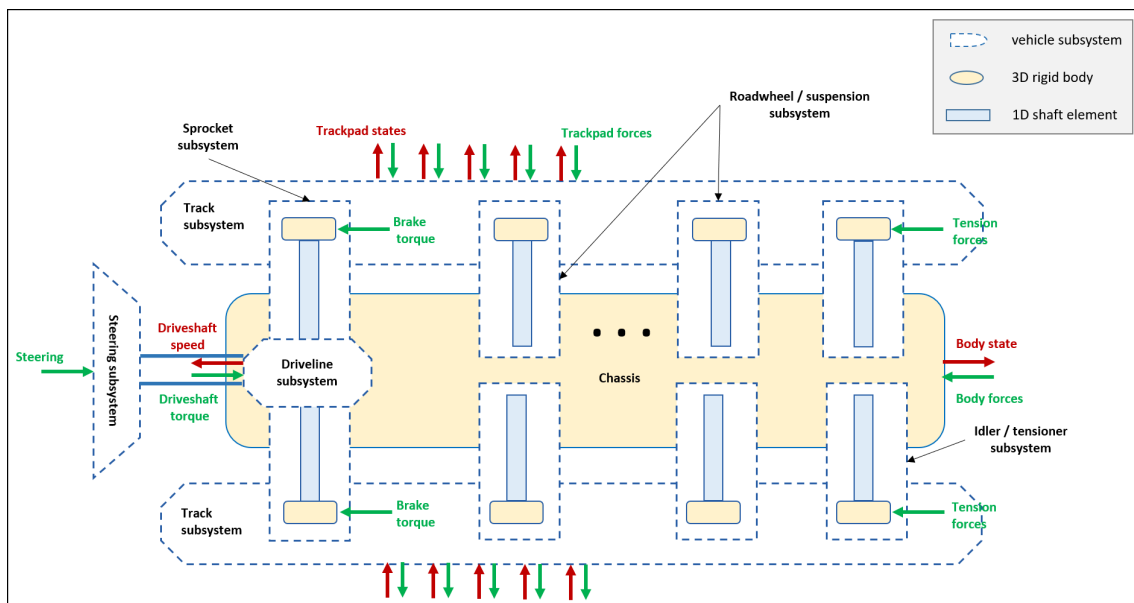 vehicle subsystem
3D rigid body
1D shaft element
Roadwheel / suspension
subsystem
Sprocket
subsystem
Trackpad states
Trackpad forces
Track
subsystem
Brake
torque
Tension
forces
Steering subsystem
Steering
Driveshaft
speed
Driveline
subsystem
Driveshaft
torque
Chassis
Body state
Body forces
Idler / tensioner
subsystem
Track
subsystem
Brake
torque
Tension
forces